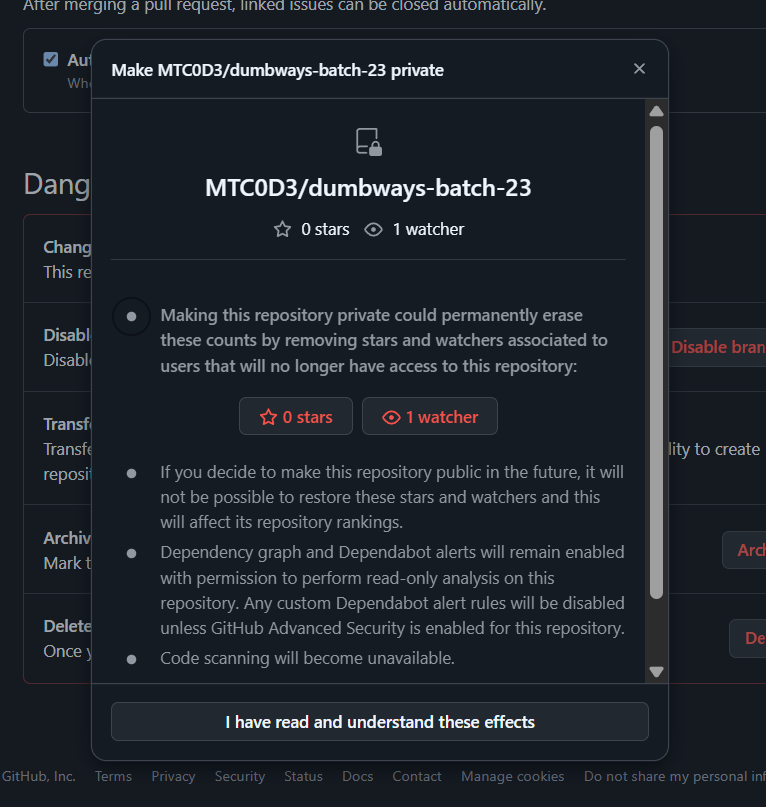 After merging a pull request, linked issues can be closed automatically.
Make MTC0D3/dumbways-batch-23 private
MTC0D3/dumbways-batch-23
0 stars 1 watcher
Making this repository private could permanently erase
these counts by removing stars and watchers associated to
users that will no longer have access to this repository:
0 stars 1 watcher
If you decide to make this repository public in the future, it will
not be possible to restore these stars and watchers and this
will affect its repository rankings.
Dependency graph and Dependabot alerts will remain enabled
with permission to perform read-only analysis on this
repository. Any custom Dependabot alert rules will be disabled
unless GitHub Advanced Security is enabled for this repository.
Code scanning will become unavailable.
I have read and understand these effects
Aut
Whe
Dang
Chang
This re
Disabl
Disabl
Disable bran
Transfe
Transfe
lity to create
reposit
Archiv
Mark t
Arch
Delete
Once y
De
GitHub, Inc. Terms Privacy Security Status Docs Contact Manage cookies Do not share my personal inf